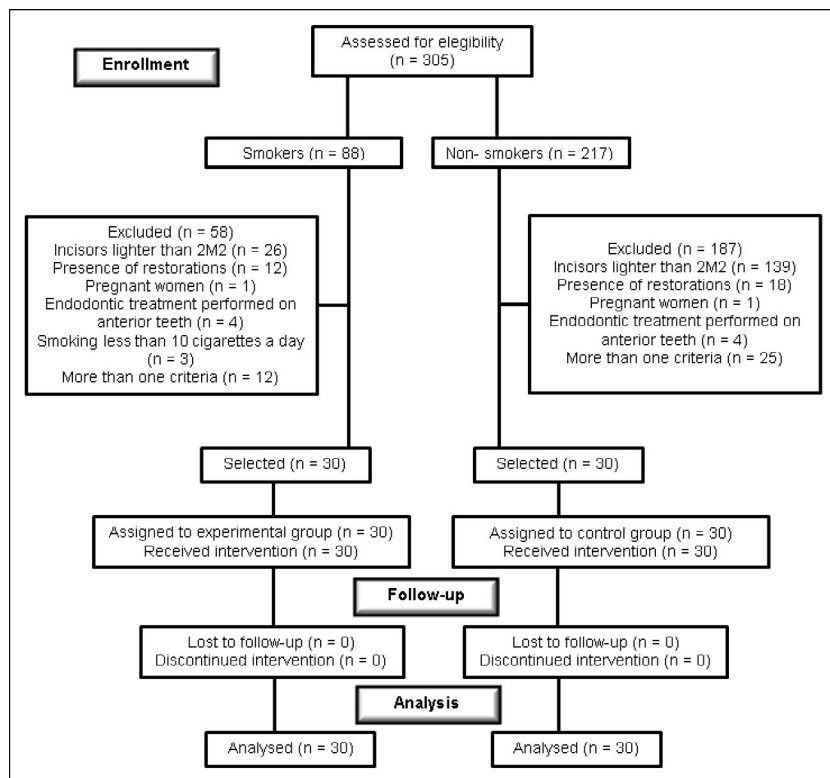 Assessed for elegibility
(n = 305)
Enrollment
Smokers (n = 88)
Non- smokers (n = 217)
Excluded (n = 58)
Incisors lighter than 2M2 (n = 26)
Presence of restorations (n = 12)
Pregnant women (n = 1)
Endodontic treatment performed on
anterior teeth (n = 4)
Smoking less than 10 cigarettes a day
(n = 3)
More than one criteria (n = 12)
Excluded (n = 187)
Incisors lighter than 2M2 (n = 139)
Presence of restorations (n = 18)
Pregnant women (n = 1)
Endodontic treatment performed on
anterior teeth (n = 4)
More than one criteria (n = 25)
Selected (n = 30)
Selected (n = 30)
Assigned to experimental group (n = 30)
Received intervention (n = 30)
Assigned to control group (n = 30)
Received intervention (n = 30)
Follow-up
Lost to follow-up (n = 0)
Discontinued intervention (n = 0)
Lost to follow-up (n = 0)
Discontinued intervention (n = 0)
Analysis
Analysed (n = 30)
Analysed (n = 30)